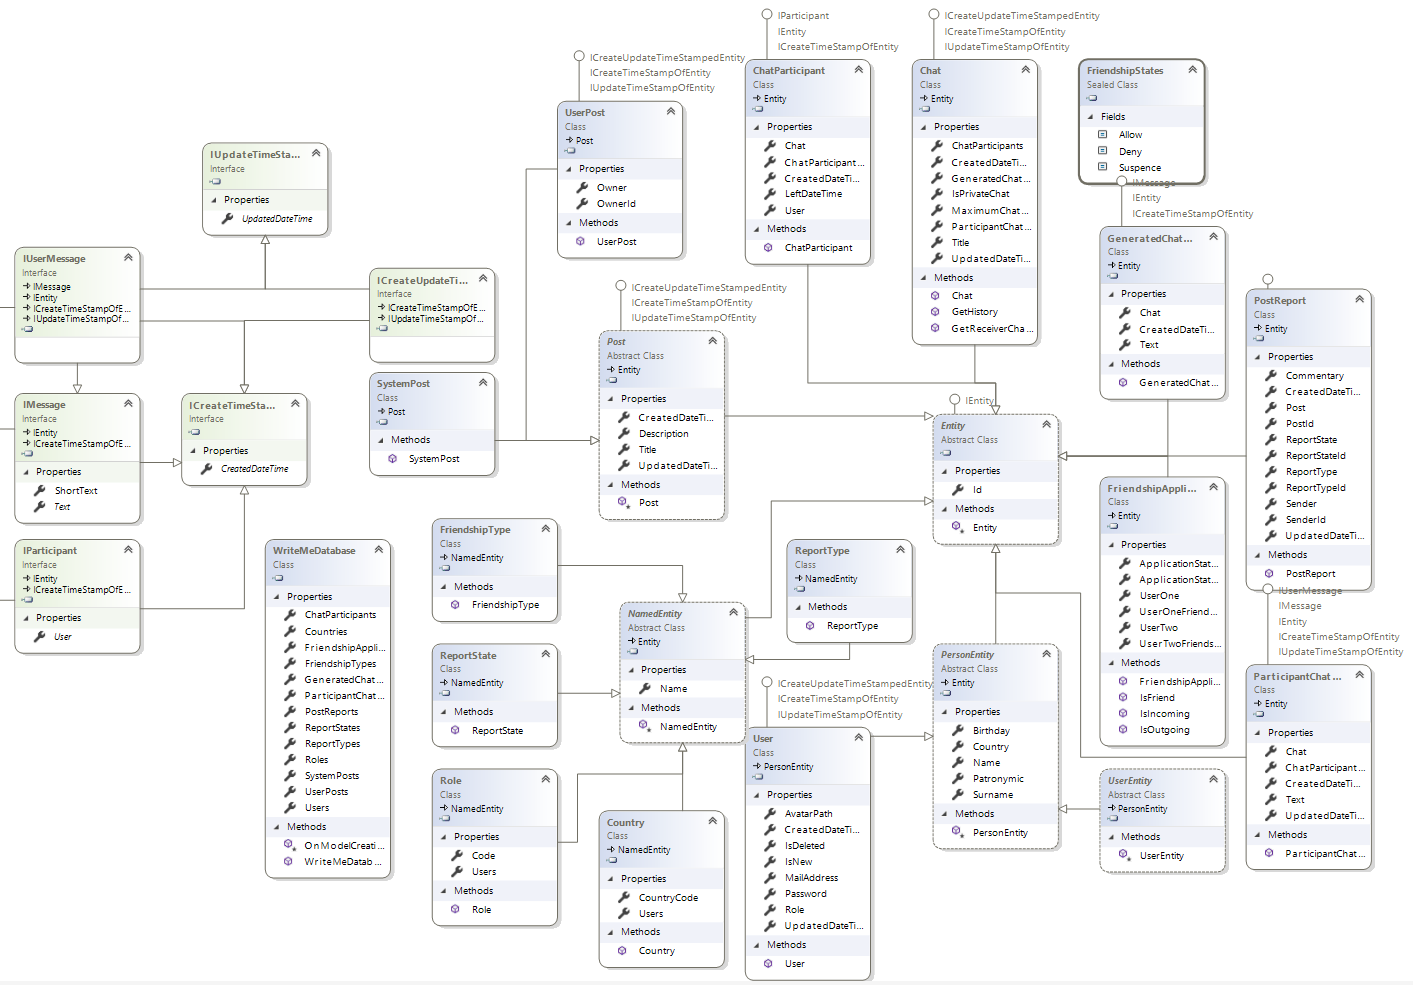 IUpdateTimeSta...
Interface
Properties
UpdatedDateTime
IUserMessage
Interface
IMessage
IEntity
ICreateTimeStampOfE...
IUpdateTimeStampOf...
ICreateUpdateTi...
Interface
ICreateTimeStampOfE...
IUpdateTimeStampOf...
IMessage
Interface
IEntity
ICreateTimeStampOfE...
Properties
ShortText
Text
ICreateTimeSta...
Interface
Properties
CreatedDateTime
IParticipant
Interface
IEntity
ICreateTimeStampOfE...
Properties
User
WriteMeDatabase
Class
Properties
ChatParticipants
Countries
FriendshipAppli...
FriendshipTypes
GeneratedChat...
ParticipantChat...
PostReports
ReportStates
ReportTypes
Roles
SystemPosts
UserPosts
Users
Methods
OnModelCreati...
WriteMeDatab...
SystemPost
Class
Post
Methods
SystemPost
ICreateUpdateTimeStampedEntity
ICreateTimeStampOfEntity
IUpdateTimeStampOfEntity
UserPost
Class
Post
Properties
Owner
OwnerId
Methods
UserPost
ICreateUpdateTimeStampedEntity
ICreateTimeStampOfEntity
IUpdateTimeStampOfEntity
Post
Abstract Class
Entity
Properties
CreatedDateTi...
Description
Title
UpdatedDateTi...
Methods
Post
IParticipant
IEntity
ICreateTimeStampOfEntity
ChatParticipant
Class
Entity
Properties
Chat
ChatParticipant...
CreatedDateTi...
LeftDateTime
User
Methods
ChatParticipant
ICreateUpdateTimeStampedEntity
ICreateTimeStampOfEntity
IUpdateTimeStampOfEntity
Chat
Class
Entity
Properties
ChatParticipants
CreatedDateTi...
GeneratedChat...
IsPrivateChat
MaximumChat...
ParticipantChat...
Title
UpdatedDateTi...
Methods
Chat
GetHistory
GetReceiverCha...
FriendshipStates
Sealed Class
Fields
Allow
Deny
Suspence
IMessage
IEntity
ICreateTimeStampOfEntity
GeneratedChat...
Class
Entity
Properties
Chat
CreatedDateTi...
Text
Methods
GeneratedChat...
PostReport
Class
Entity
Properties
Commentary
CreatedDateTi...
Post
PostId
ReportState
ReportStateId
ReportType
ReportTypeId
Sender
SenderId
UpdatedDateTi...
Methods
PostReport
IEntity
Entity
Abstract Class
Properties
Id
Methods
Entity
FriendshipAppli...
Class
Entity
Properties
ApplicationStat...
ApplicationStat...
UserOne
UserOneFriend...
UserTwo
UserTwoFriends...
Methods
FriendshipAppli...
IsFriend
IsIncoming
IsOutgoing
FriendshipType
Class
NamedEntity
Methods
FriendshipType
ReportState
Class
NamedEntity
Methods
ReportState
Role
Class
NamedEntity
Properties
Code
Users
Methods
Role
NamedEntity
Abstract Class
Entity
Properties
Name
Methods
NamedEntity
Country
Class
NamedEntity
Properties
CountryCode
Users
Methods
Country
ReportType
Class
NamedEntity
Methods
ReportType
ICreateUpdateTimeStampedEntity
ICreateTimeStampOfEntity
IUpdateTimeStampOfEntity
User
Class
PersonEntity
Properties
AvatarPath
CreatedDateTi...
IsDeleted
IsNew
MailAddress
Password
Role
UpdatedDateTi...
Methods
User
PersonEntity
Abstract Class
Entity
Properties
Birthday
Country
Name
Patronymic
Surname
Methods
PersonEntity
UserEntity
Abstract Class
PersonEntity
Methods
UserEntity
IUserMessage
IMessage
IEntity
ICreateTimeStampOfEntity
IUpdateTimeStampOfEntity
ParticipantChat...
Class
Entity
Properties
Chat
ChatParticipant...
CreatedDateTi...
Text
UpdatedDateTi...
Methods
ParticipantChat...